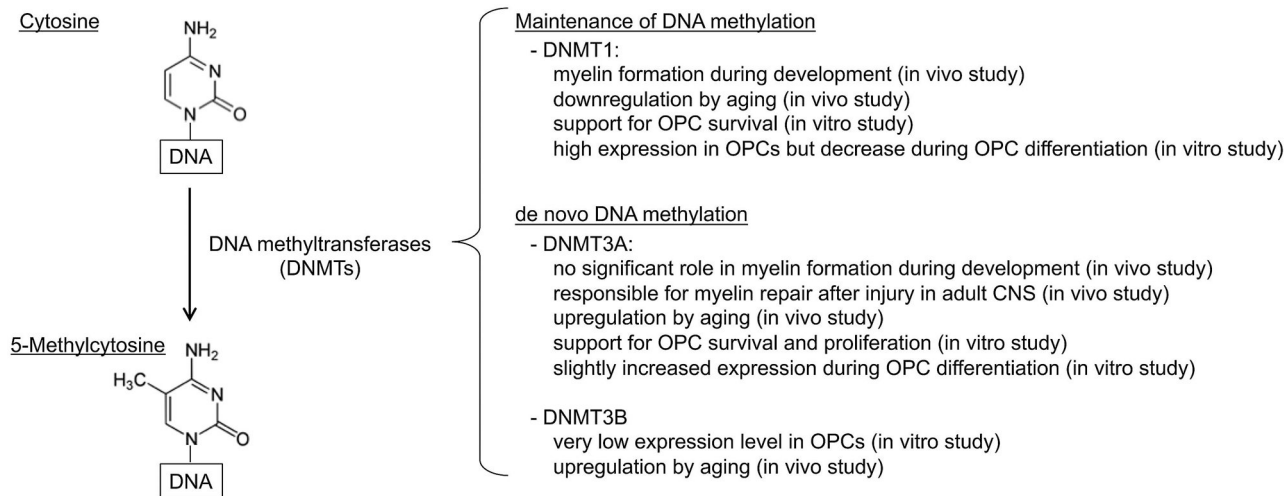 Cytosine
NH₂
N
N
O
DNA
DNA methyltransferases
(DNMTs)
5-Methylcytosine
NH₂
H₃C
N
N
O
DNA
Maintenance of DNA methylation
- DNMT1:
myelin formation during development (in vivo study)
downregulation by aging (in vivo study)
support for OPC survival (in vitro study)
high expression in OPCs but decrease during OPC differentiation (in vitro study)
de novo DNA methylation
- DNMT3A:
no significant role in myelin formation during development (in vivo study)
responsible for myelin repair after injury in adult CNS (in vivo study)
upregulation by aging (in vivo study)
support for OPC survival and proliferation (in vitro study)
slightly increased expression during OPC differentiation (in vitro study)
- DNMT3B
very low expression level in OPCs (in vitro study)
upregulation by aging (in vivo study)